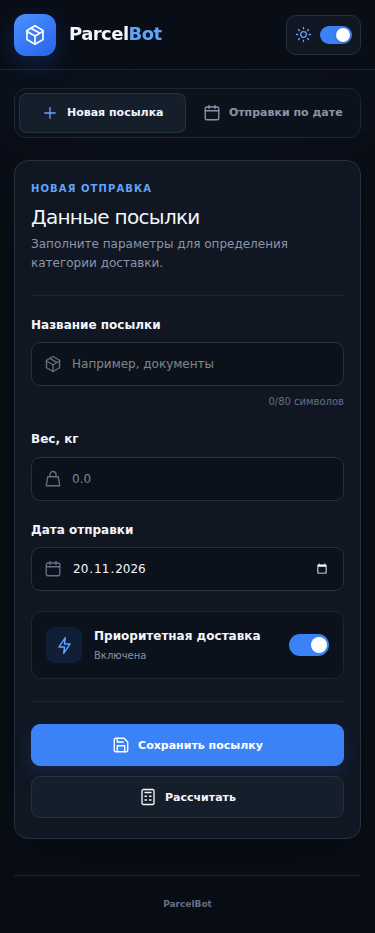 ParcelBot
Новая посылка
Отправки по дате
НОВАЯ ОТПРАВКА
Данные посылки
Заполните параметры для определения
категории доставки.
Название посылки
Например, документы
0/80 символов
Вес, кг
0.0
Дата отправки
20.11.2026
Приоритетная доставка
Включена
Сохранить посылку
Рассчитать
ParcelBot